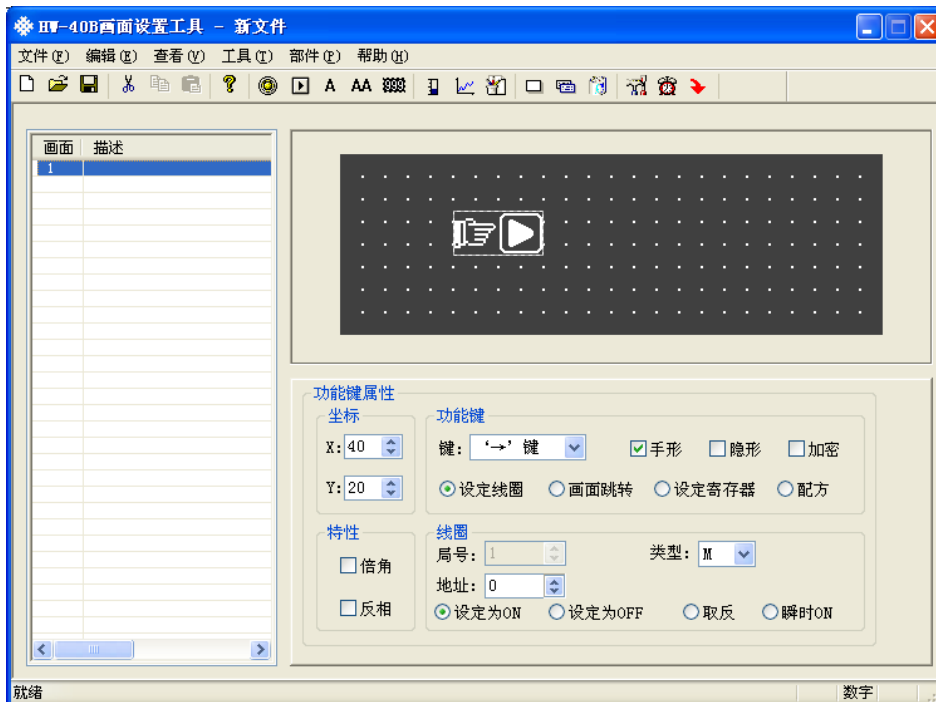 HW-40B画面设置工具 - 新文件
文件(F) 编辑(E) 查看(V) 工具(T) 部件(P) 帮助(H)
A AA
画面 描述
1
功能键属性
坐标
X: 40
Y: 20
功能键
键: ‘→’键 手形 隐形 加密
设定线圈 画面跳转 设定寄存器 配方
特性
倍角
反相
线圈
局号: 1 类型: M
地址: 0
设定为ON 设定为OFF 取反 瞬时ON
就绪 数字